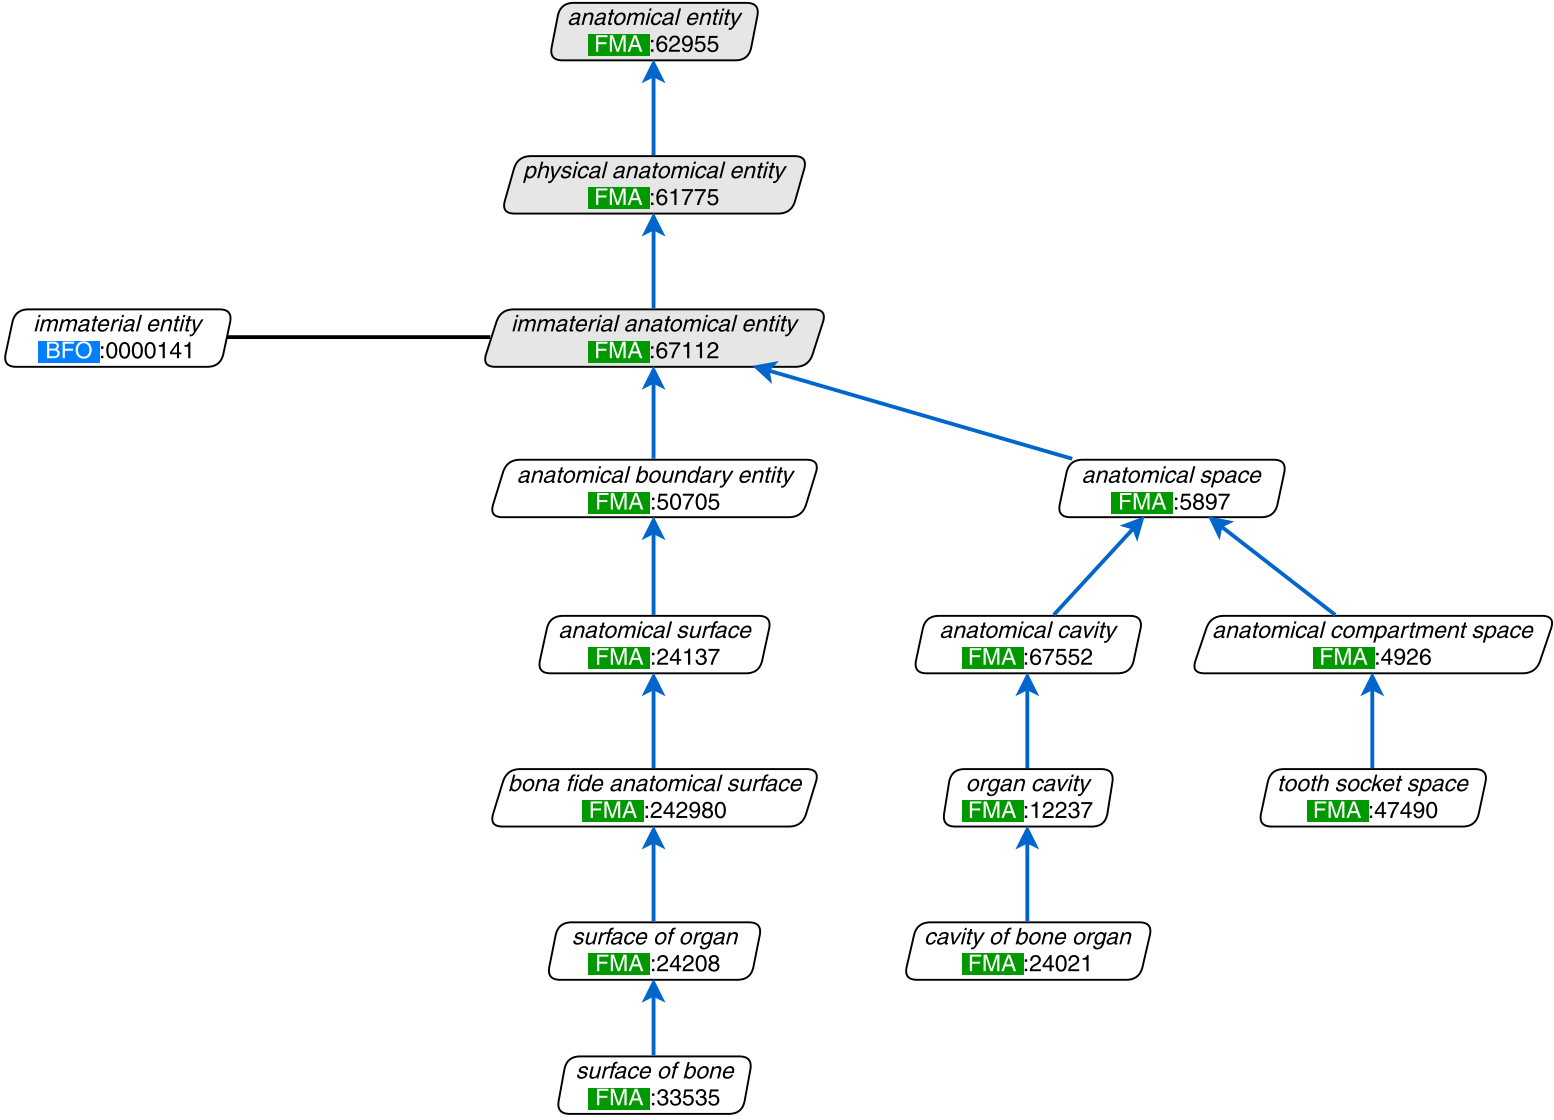 anatomical entity
FMA:62955
physical anatomical entity
FMA:61775
immaterial entity
BFO:0000141
immaterial anatomical entity
FMA:67112
anatomical boundary entity
FMA:50705
anatomical space
FMA:5897
anatomical surface
FMA:24137
anatomical cavity
FMA:67552
anatomical compartment space
FMA:4926
bona fide anatomical surface
FMA:242980
organ cavity
FMA:12237
tooth socket space
FMA:47490
surface of organ
FMA:24208
cavity of bone organ
FMA:24021
surface of bone
FMA:33535